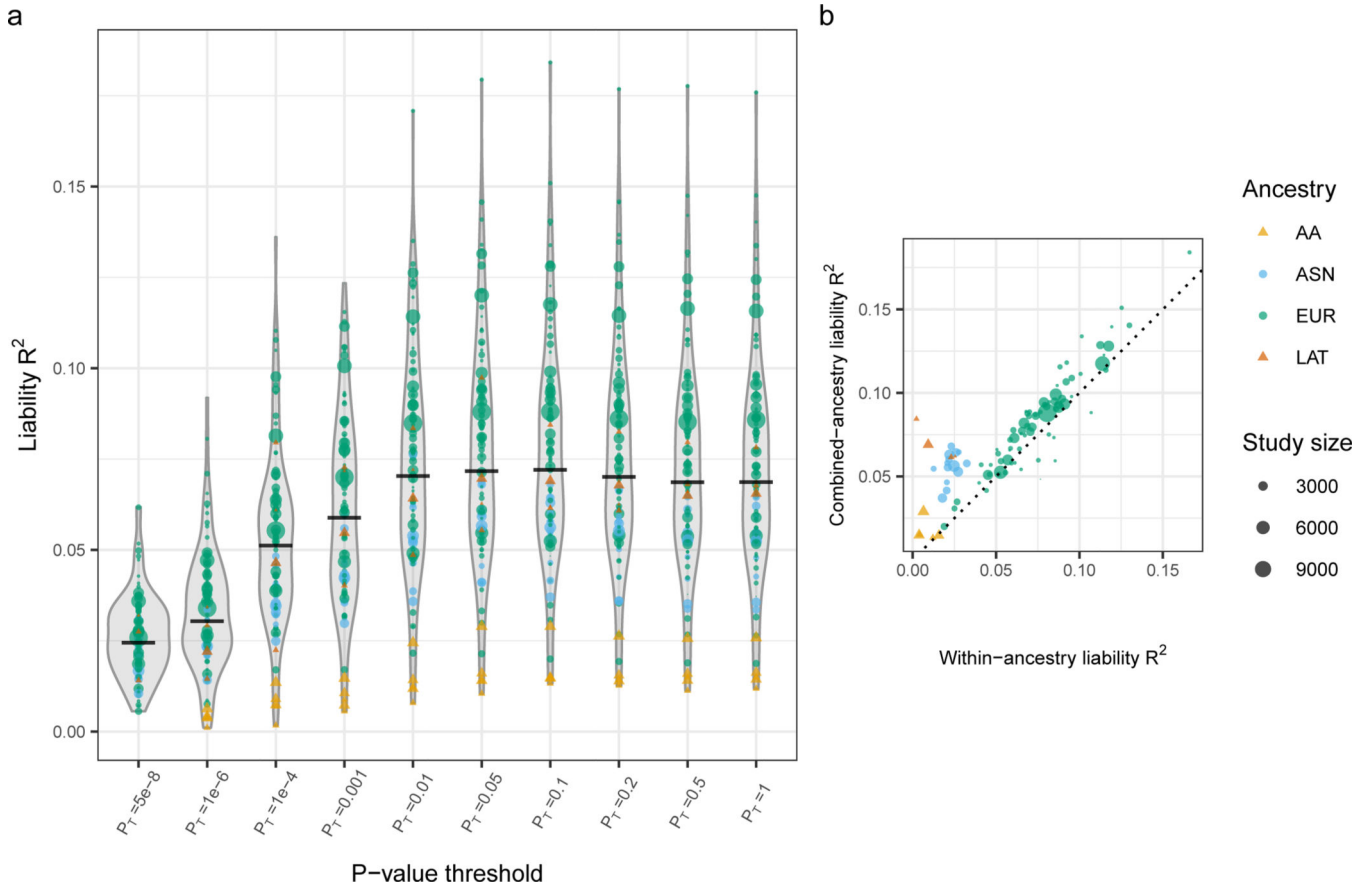 a
Liability R²
0.15
0.10
0.05
0.00
P_T =5e−8
P_T =1e−6
P_T =1e−4
P_T =0.001
P_T =0.01
P_T =0.05
P_T =0.1
P_T =0.2
P_T =0.5
P_T =1
P−value threshold
b
Combined−ancestry liability R²
0.15
0.10
0.05
0.00
0.05
0.10
0.15
Within−ancestry liability R²
Ancestry
AA
ASN
EUR
LAT
Study size
3000
6000
9000